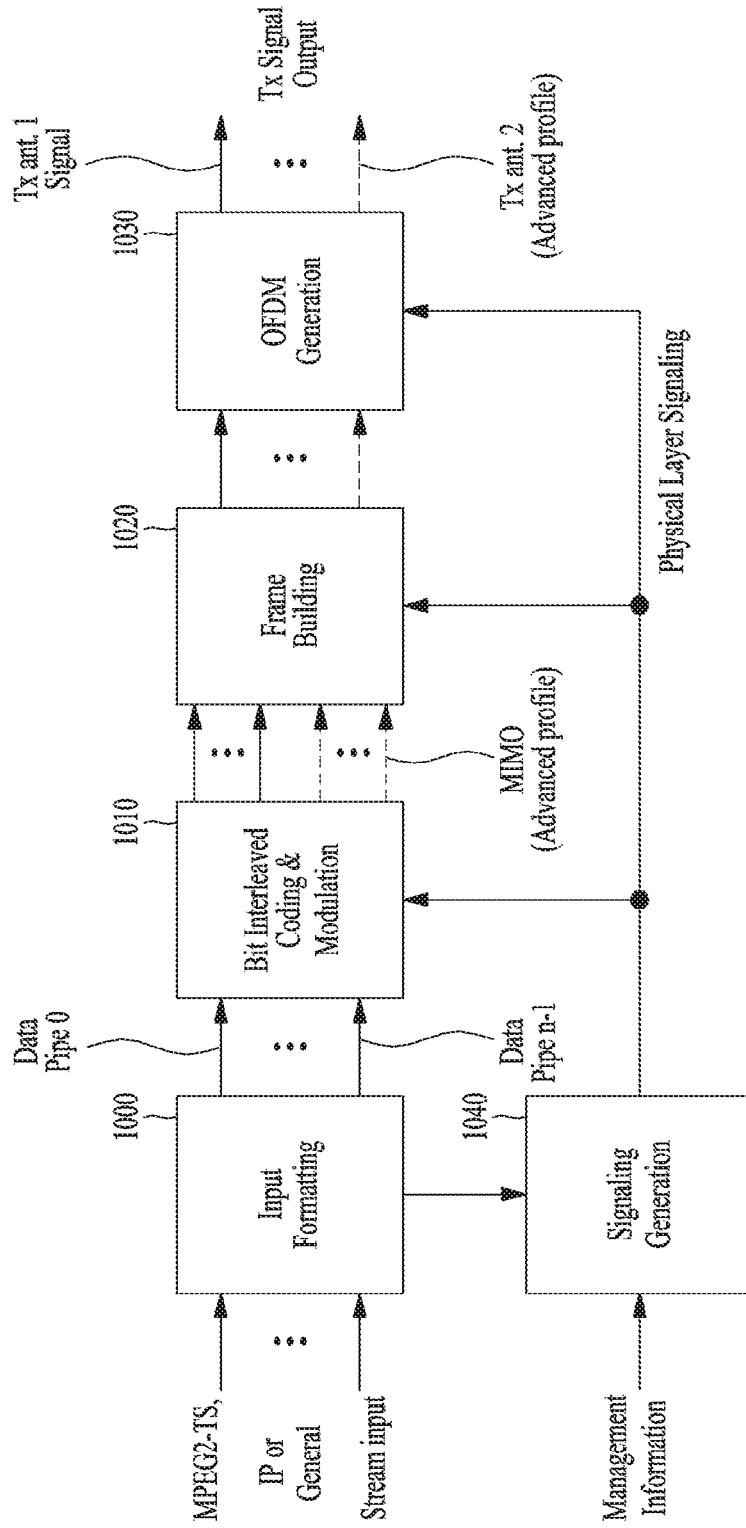 MPEG2-TS,
IP or
General
Stream input
Management
Information
1000
Input
Formatting
1040
Signaling
Generation
Data
Pipe 0
Data
Pipe n-1
1010
Bit Interleaved
Coding &
Modulation
MIMO
(Advanced profile)
1020
Frame
Building
Physical Layer Signaling
1030
OFDM
Generation
Tx ant. 1
Signal
Tx Signal
Output
Tx ant. 2
(Advanced profile)